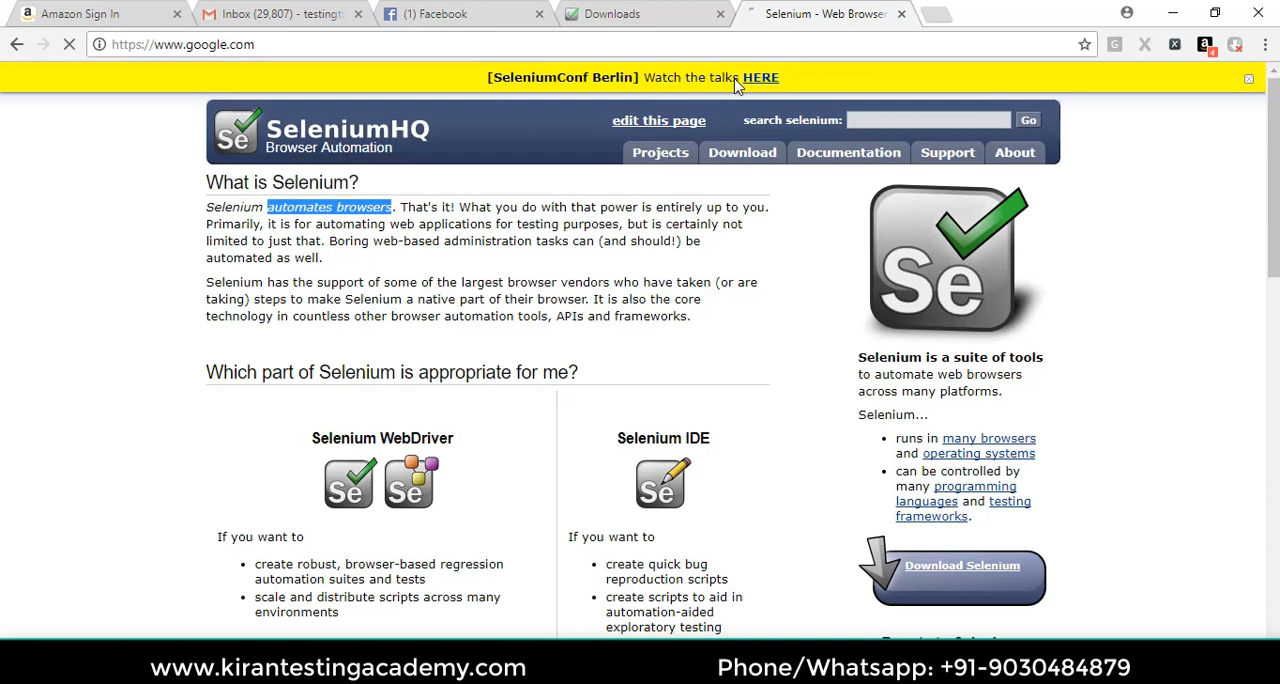 Amazon Sign In
Inbox (29,807) - testingt
(1) Facebook
Downloads
Selenium - Web Browse
https://www.google.com
[SeleniumConf Berlin] Watch the talks HERE
SeleniumHQ
Browser Automation
edit this page
search selenium:
Go
Projects
Download
Documentation
Support
About
What is Selenium?
Selenium automates browsers. That's it! What you do with that power is entirely up to you.
Primarily, it is for automating web applications for testing purposes, but is certainly not
limited to just that. Boring web-based administration tasks can (and should!) be
automated as well.
Selenium has the support of some of the largest browser vendors who have taken (or are
taking) steps to make Selenium a native part of their browser. It is also the core
technology in countless other browser automation tools, APIs and frameworks.
Which part of Selenium is appropriate for me?
Selenium WebDriver
Se
Se
If you want to
create robust, browser-based regression
automation suites and tests
scale and distribute scripts across many
environments
Selenium IDE
Se
If you want to
create quick bug
reproduction scripts
create scripts to aid in
automation-aided
exploratory testing
Se
Selenium is a suite of tools
to automate web browsers
across many platforms.
Selenium...
runs in many browsers
and operating systems
can be controlled by
many programming
languages and testing
frameworks.
Download Selenium
www.kirantestingacademy.com
Phone/Whatsapp: +91-9030484879